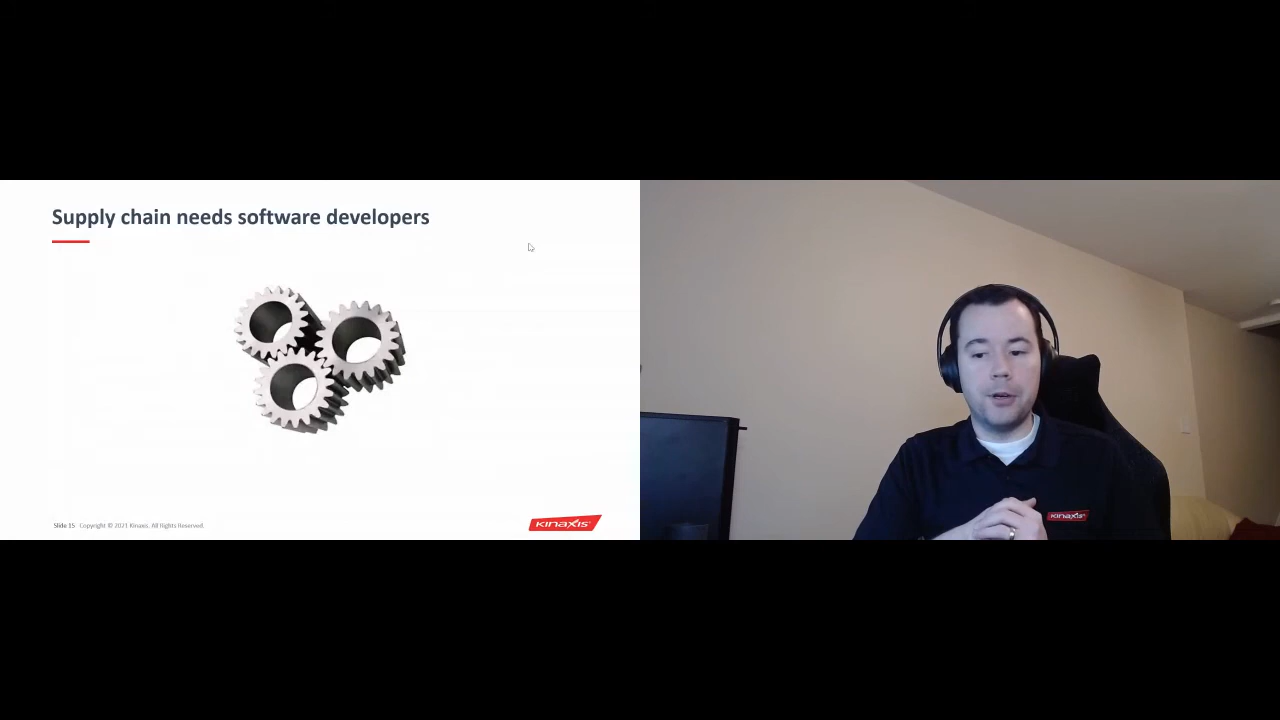 Supply chain needs software developers
Slide 15 Copyright © 2021 Kinaxis. All Rights Reserved.
Kinaxis
Kinaxis